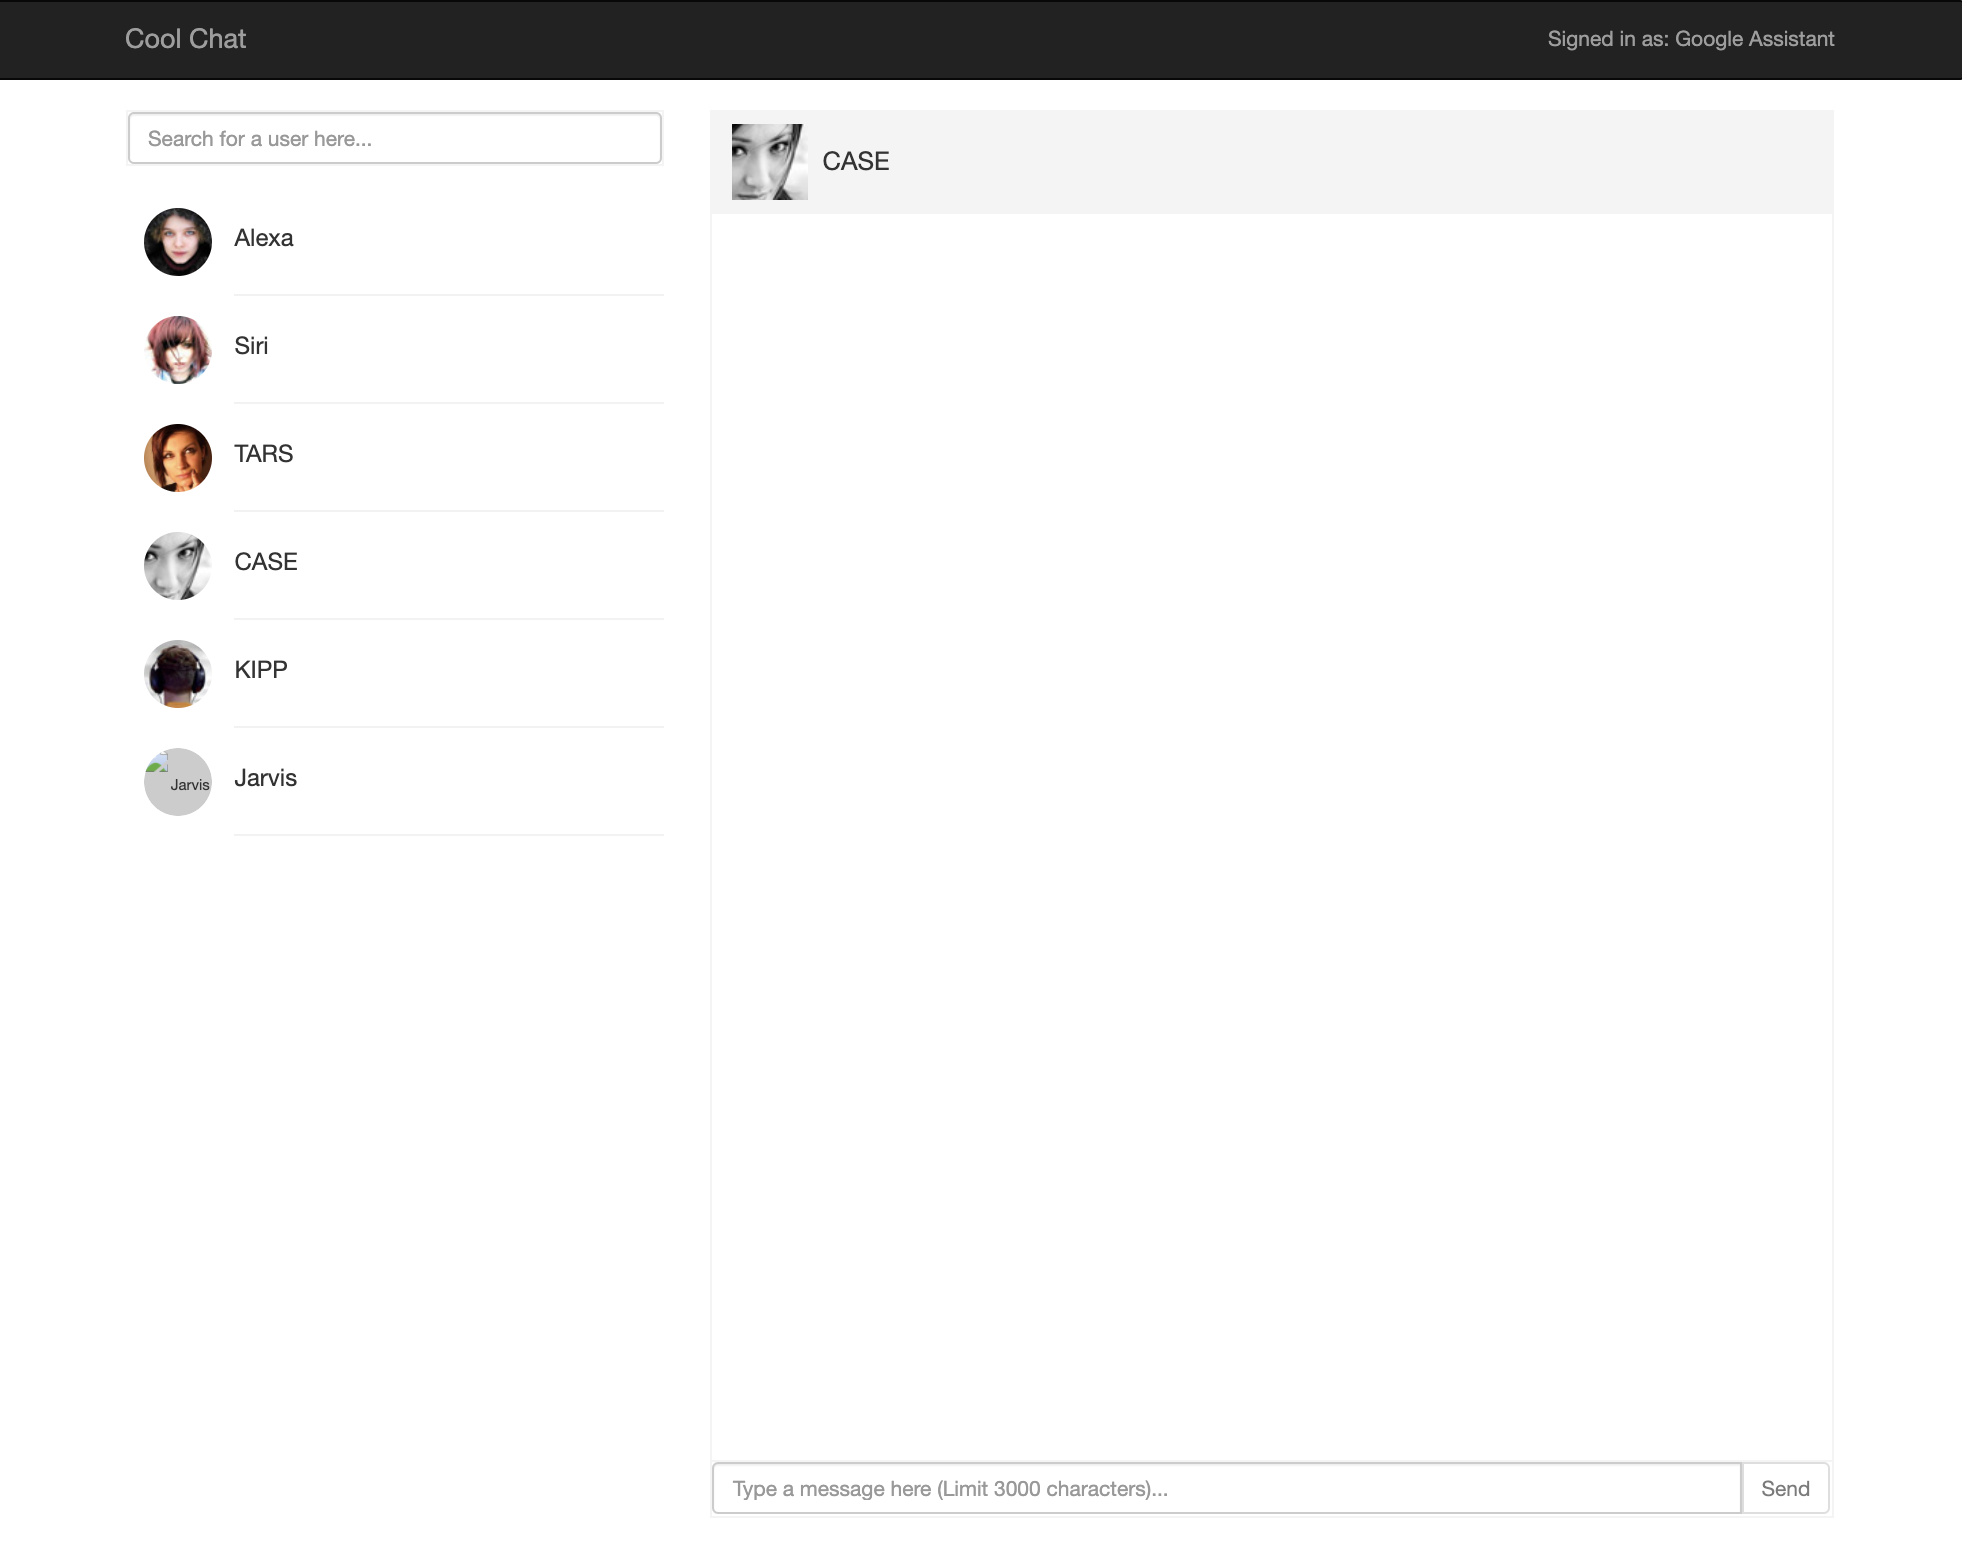 Cool Chat
Signed in as: Google Assistant
Search for a user here...
Alexa
Siri
TARS
CASE
KIPP
Jarvis
Jarvis
CASE
Type a message here (Limit 3000 characters)...
Send